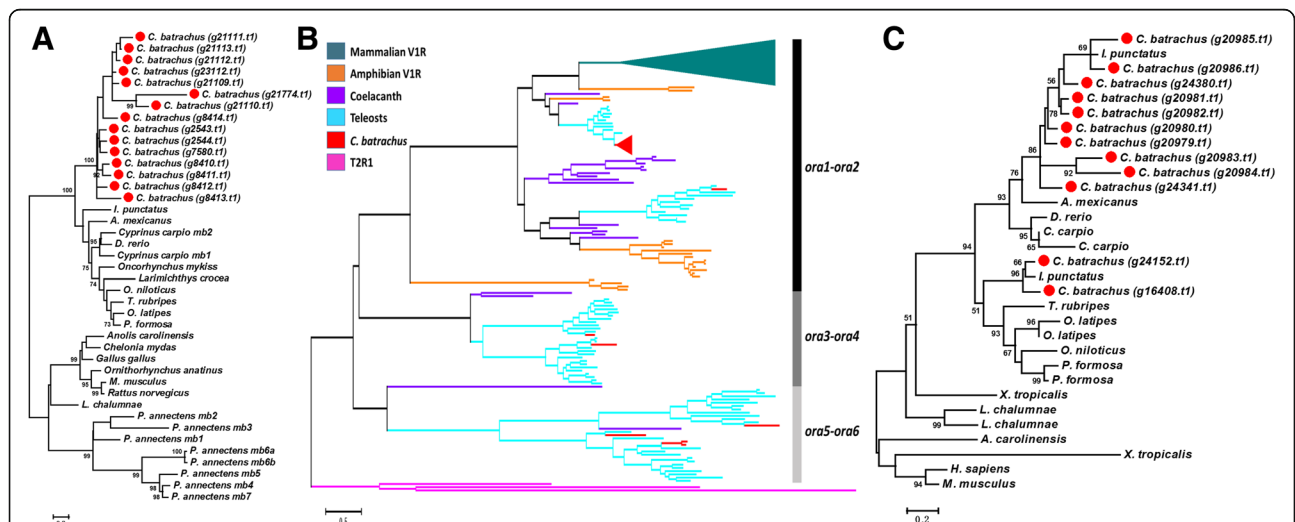 A
C. batrachus (g21111.t1)
C. batrachus (g21113.t1)
C. batrachus (g21112.t1)
C. batrachus (g23112.t1)
C. batrachus (g21109.t1)
C. batrachus (g21774.t1)
99
C. batrachus (g21110.t1)
C. batrachus (g8414.t1)
C. batrachus (g2543.t1)
C. batrachus (g2544.t1)
100
C. batrachus (g7580.t1)
C. batrachus (g8410.t1)
92
C. batrachus (g8411.t1)
100
C. batrachus (g8412.t1)
C. batrachus (g8413.t1)
I. punctatus
A. mexicanus
Cyprinus carpio mb2
95
D. rerio
Cyprinus carpio mb1
75
Oncorhynchus mykiss
74
Larimichthys crocea
O. niloticus
T. rubripes
O. latipes
73
P. formosa
Anolis carolinensis
Chelonia mydas
99
Gallus gallus
Ornithorhynchus anatinus
95
M. musculus
99
Rattus norvegicus
L. chalumnae
P. annectens mb2
P. annectens mb3
P. annectens mb1
99
100
P. annectens mb6a
P. annectens mb6b
99
P. annectens mb5
98
P. annectens mb4
98
P. annectens mb7
B
Mammalian V1R
Amphibian V1R
Coelacanth
Teleosts
C. batrachus
T2R1
ora1-ora2
ora3-ora4
ora5-ora6
0.5
C
C. batrachus (g20985.t1)
69
I. punctatus
C. batrachus (g20986.t1)
56
C. batrachus (g24380.t1)
C. batrachus (g20981.t1)
78
C. batrachus (g20982.t1)
C. batrachus (g20980.t1)
C. batrachus (g20979.t1)
86
C. batrachus (g20983.t1)
92
C. batrachus (g20984.t1)
76
C. batrachus (g24341.t1)
93
A. mexicanus
D. rerio
95
C. carpio
65
C. carpio
94
66
C. batrachus (g24152.t1)
96
I. punctatus
C. batrachus (g16408.t1)
51
51
T. rubripes
93
96
O. latipes
O. latipes
67
O. niloticus
P. formosa
99
P. formosa
X. tropicalis
L. chalumnae
99
L. chalumnae
A. carolinensis
X. tropicalis
H. sapiens
94
M. musculus
0.2